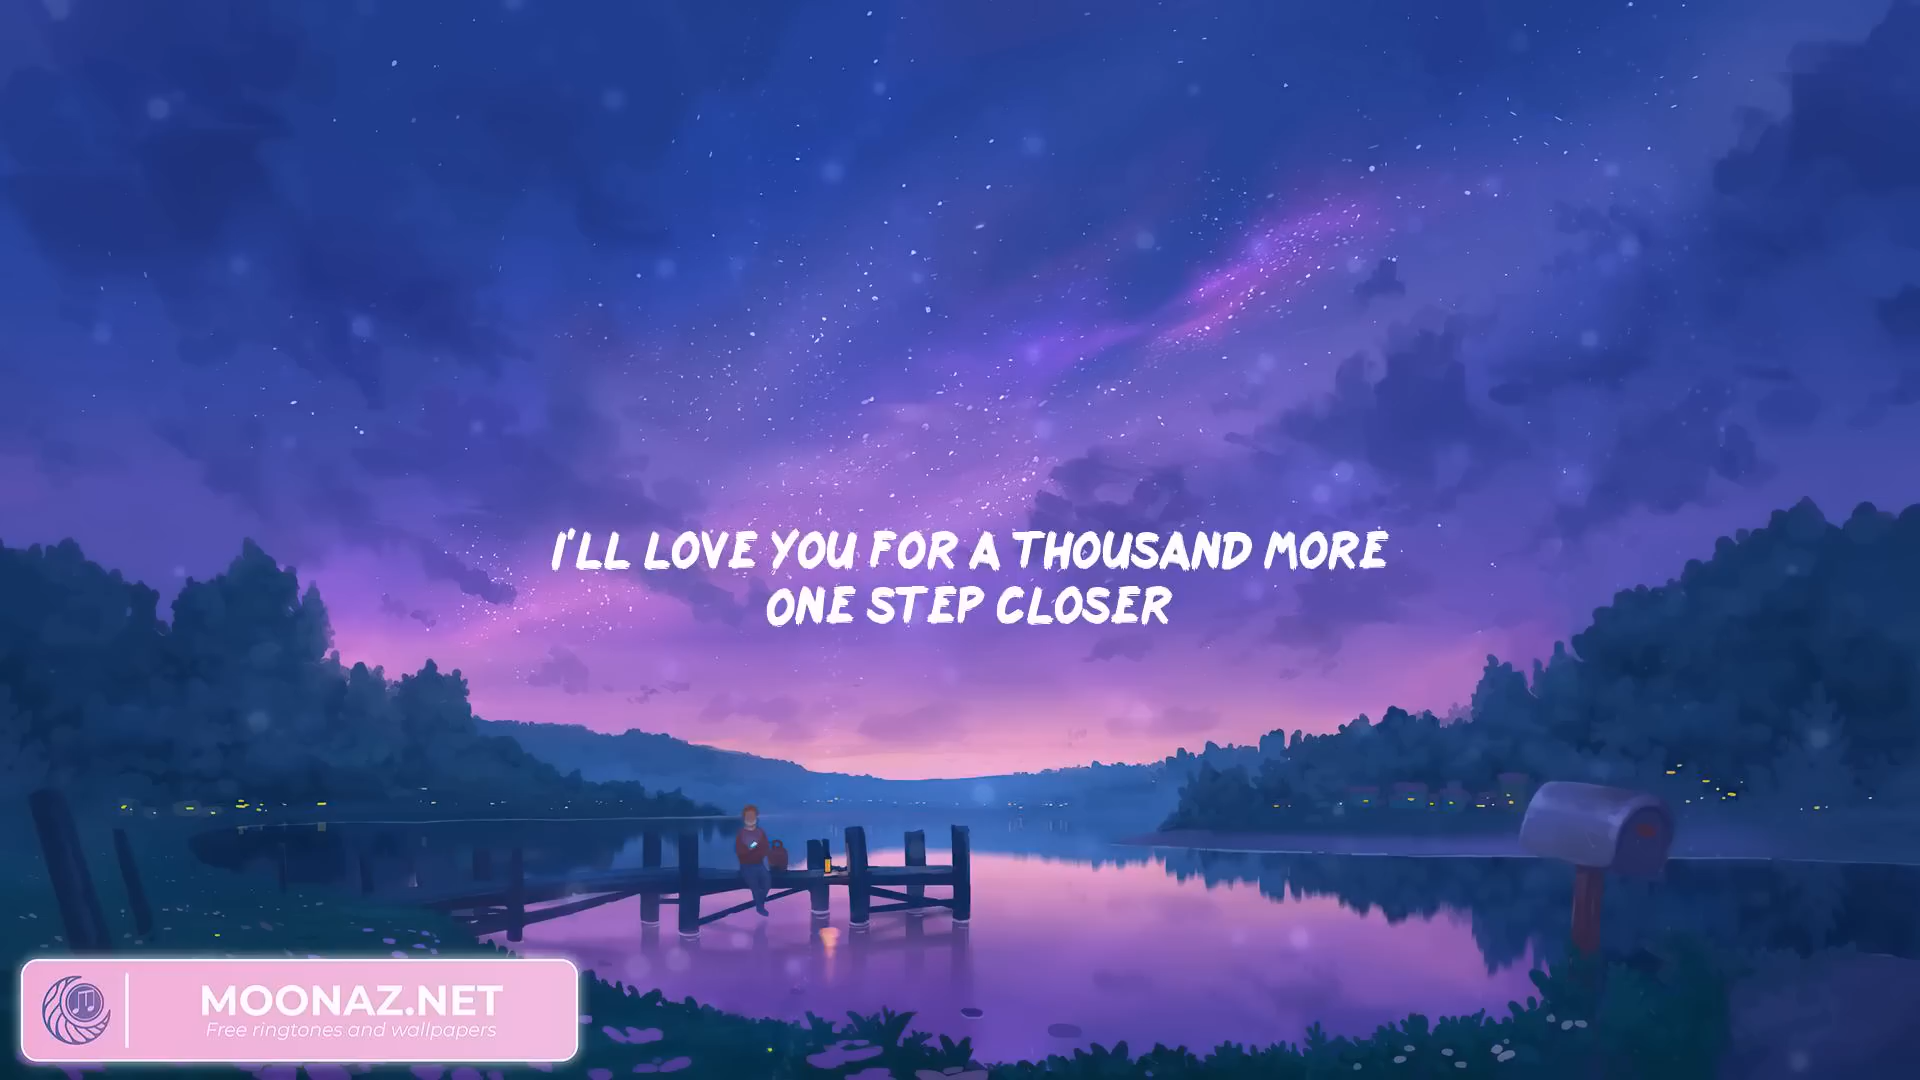 I'LL LOVE YOU FOR A THOUSAND MORE
ONE STEP CLOSER
MOONAZ.NET
Free ringtones and wallpapers